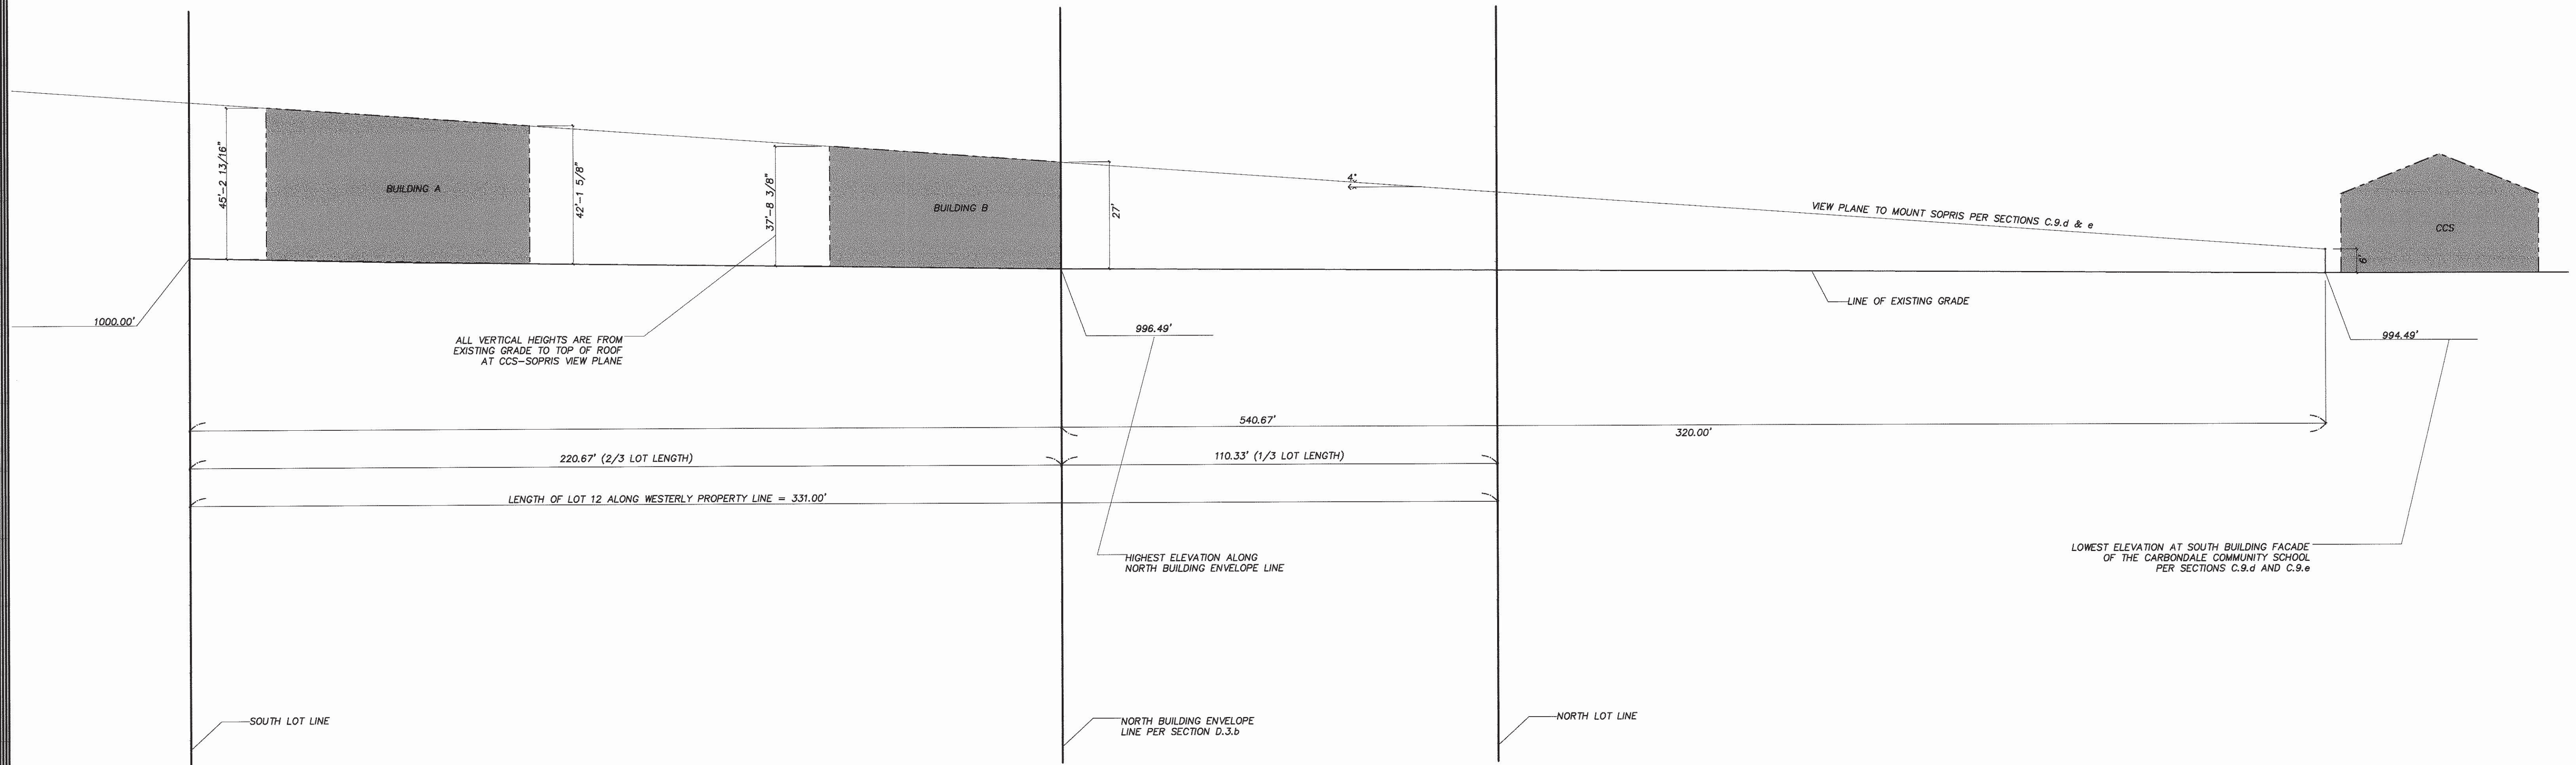 45'-2 13/16"
BUILDING A
42'-1 5/8"
37'-8 3/8"
BUILDING B
27'
4°
VIEW PLANE TO MOUNT SOPRIS PER SECTIONS C.9.d & e
CCS
6'
1000.00'
ALL VERTICAL HEIGHTS ARE FROM
EXISTING GRADE TO TOP OF ROOF
AT CCS-SOPRIS VIEW PLANE
996.49'
LINE OF EXISTING GRADE
994.49'
540.67'
320.00'
220.67' (2/3 LOT LENGTH)
110.33' (1/3 LOT LENGTH)
LENGTH OF LOT 12 ALONG WESTERLY PROPERTY LINE = 331.00'
HIGHEST ELEVATION ALONG
NORTH BUILDING ENVELOPE LINE
LOWEST ELEVATION AT SOUTH BUILDING FACADE
OF THE CARBONDALE COMMUNITY SCHOOL
PER SECTIONS C.9.d AND C.9.e
SOUTH LOT LINE
NORTH BUILDING ENVELOPE
LINE PER SECTION D.3.b
NORTH LOT LINE